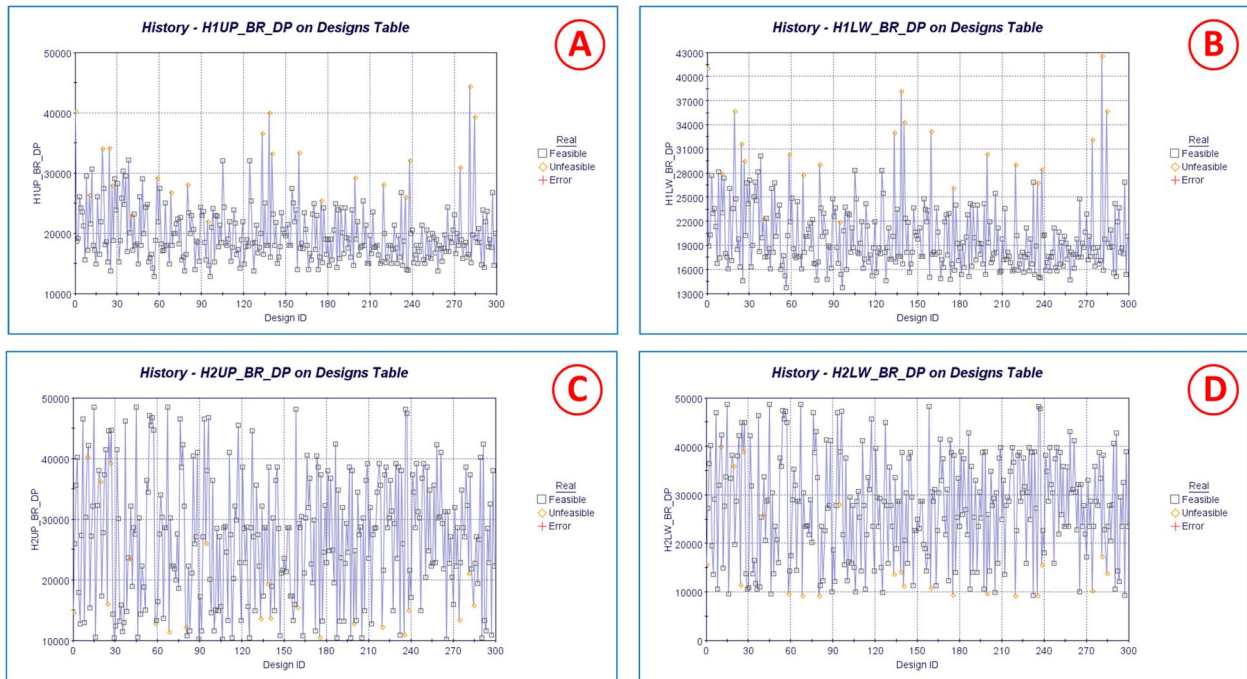 History - H1UP_BR_DP on Designs Table
A
50000
40000
30000
20000
10000
H1UP_BR_DP
0 30 60 90 120 150 180 210 240 270 300
Design ID
Real
Feasible
Unfeasible
Error
History - H1LW_BR_DP on Designs Table
B
43000
40000
37000
34000
31000
28000
25000
22000
19000
16000
13000
H1LW_BR_DP
0 30 60 90 120 150 180 210 240 270 300
Design ID
Real
Feasible
Unfeasible
Error
History - H2UP_BR_DP on Designs Table
C
50000
40000
30000
20000
10000
H2UP_BR_DP
0 30 60 90 120 150 180 210 240 270 300
Design ID
Real
Feasible
Unfeasible
Error
History - H2LW_BR_DP on Designs Table
D
50000
40000
30000
20000
10000
0
H2LW_BR_DP
0 30 60 90 120 150 180 210 240 270 300
Design ID
Real
Feasible
Unfeasible
Error